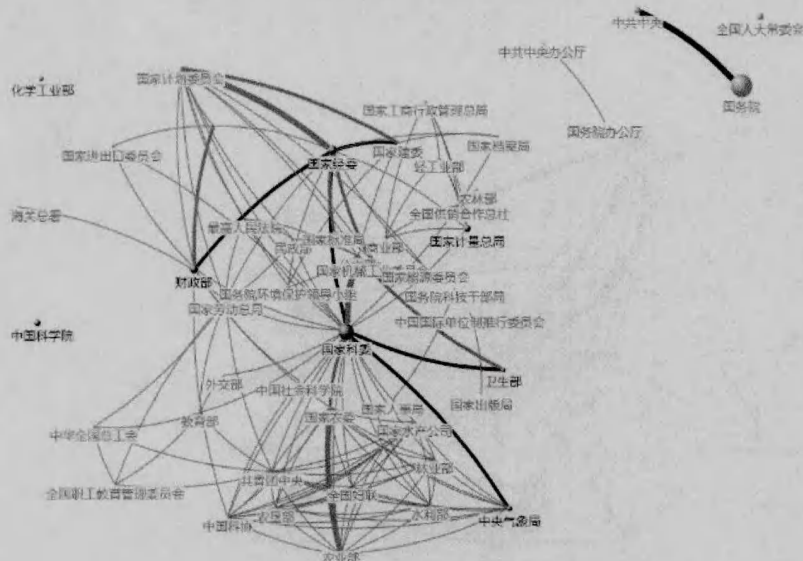 中共中央
全国人大常委会
中共中央办公厅
国家计划委员会
化学工业部
国务院
国家工商行政管理总局
国务院办公厅
国家档案局
国家建委
国家进出口委员会
国家经委
轻工业部
农林部
全国供销合作总社
海关总署
最高人民法院
国家标准局
商业部
国家计量总局
民政部
国家机械工
委员会
国家能源委员会
财政部
国务院环境保护领导小组
国务院科技干部局
国家劳动总局
中国国际单位制推行委员会
中国科学院
国家科委
卫生部
外交部
中国社会科学院
国家出版局
国家人事局
国家农委
教育部
国家水产公司
中华全国总工会
林业部
共青团中央
全国职工教育管理委员会
全国妇联
农垦部
水利部
中国科协
中央气象局
农业部